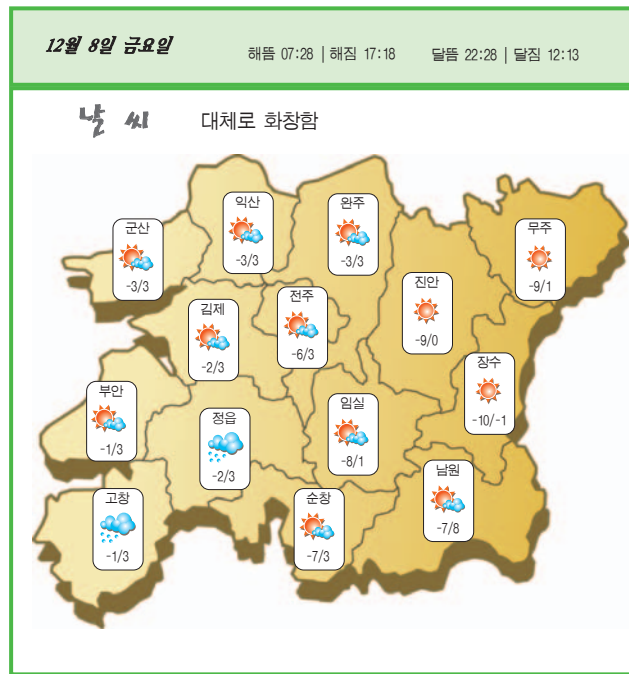 12월 8일 금요일
해뜸 07:28 | 해짐 17:18 달뜸 22:28 | 달짐 12:13
날 씨 대체로 화창함
익산
-3/3
완주
-3/3
군산
-3/3
무주
-9/1
진안
-9/0
전주
-6/3
김제
-2/3
장수
-10/-1
부안
-1/3
임실
-8/1
정읍
-2/3
남원
-7/8
고창
-1/3
순창
-7/3